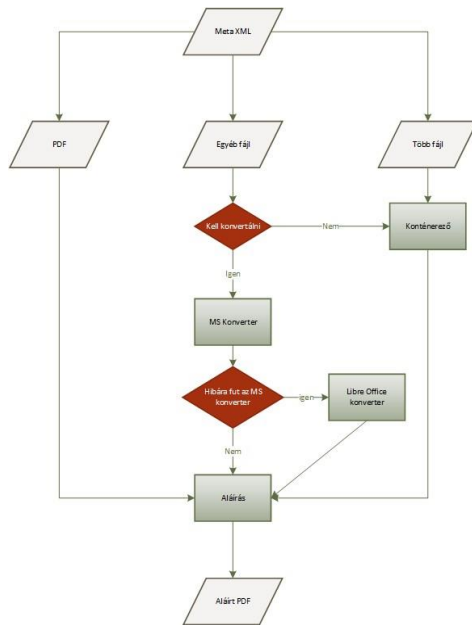 Meta XML
PDF
Egyéb fájl
Több fájl
Kell konvertálni
Nem
Konténerező
Igen
MS Konverter
Hibára fut az MS
konverter
igen
Libre Office
konverter
Nem
Aláírás
Aláírt PDF